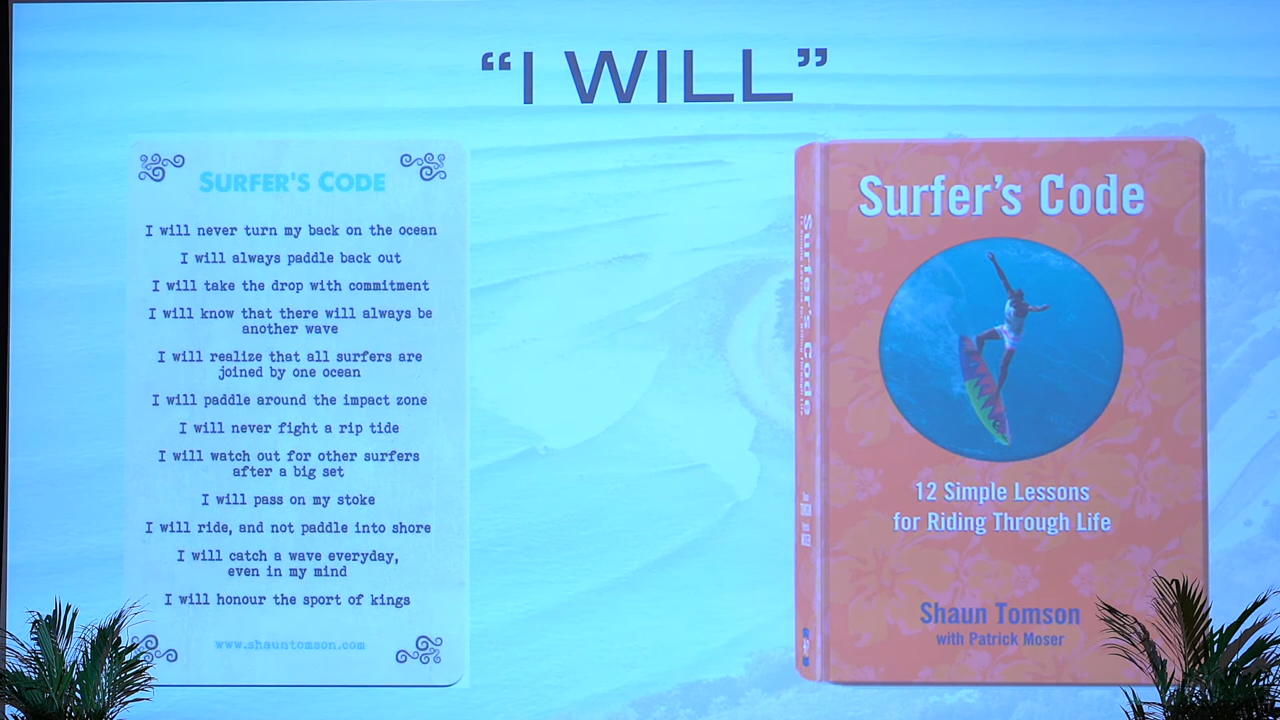 “I WILL”
SURFER'S CODE
I will never turn my back on the ocean
I will always paddle back out
I will take the drop with commitment
I will know that there will always be
another wave
I will realize that all surfers are
joined by one ocean
I will paddle around the impact zone
I will never fight a rip tide
I will watch out for other surfers
after a big set
I will pass on my stoke
I will ride, and not paddle into shore
I will catch a wave everyday,
even in my mind
I will honour the sport of kings
www.shauntomson.com
Surfer's Code
Surfer's Code
12 Simple Lessons
for Riding Through Life
Shaun Tomson
with Patrick Moser